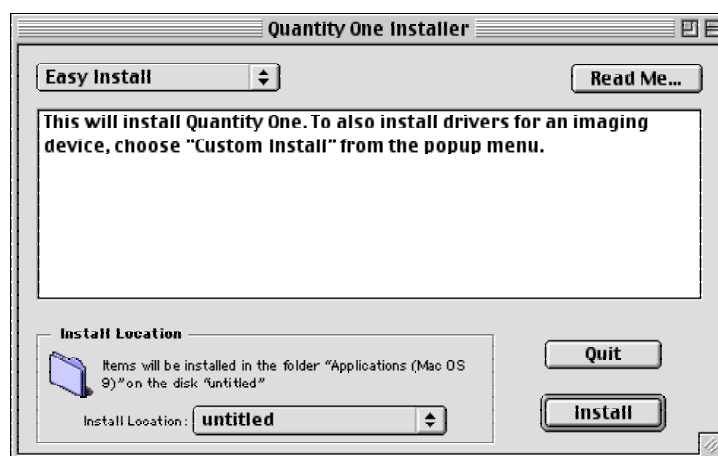 Quantity One Installer
Easy Install
Read Me...
This will install Quantity One. To also install drivers for an imaging
device, choose "Custom Install" from the popup menu.
Install Location
Items will be installed in the folder "Applications (Mac OS
9)" on the disk "untitled"
Install Location: untitled
Quit
Install